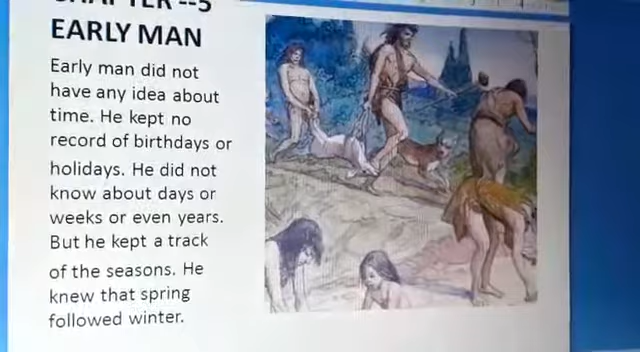 CHAPTER --5
EARLY MAN
Early man did not
have any idea about
time. He kept no
record of birthdays or
holidays. He did not
know about days or
weeks or even years.
But he kept a track
of the seasons. He
knew that spring
followed winter.